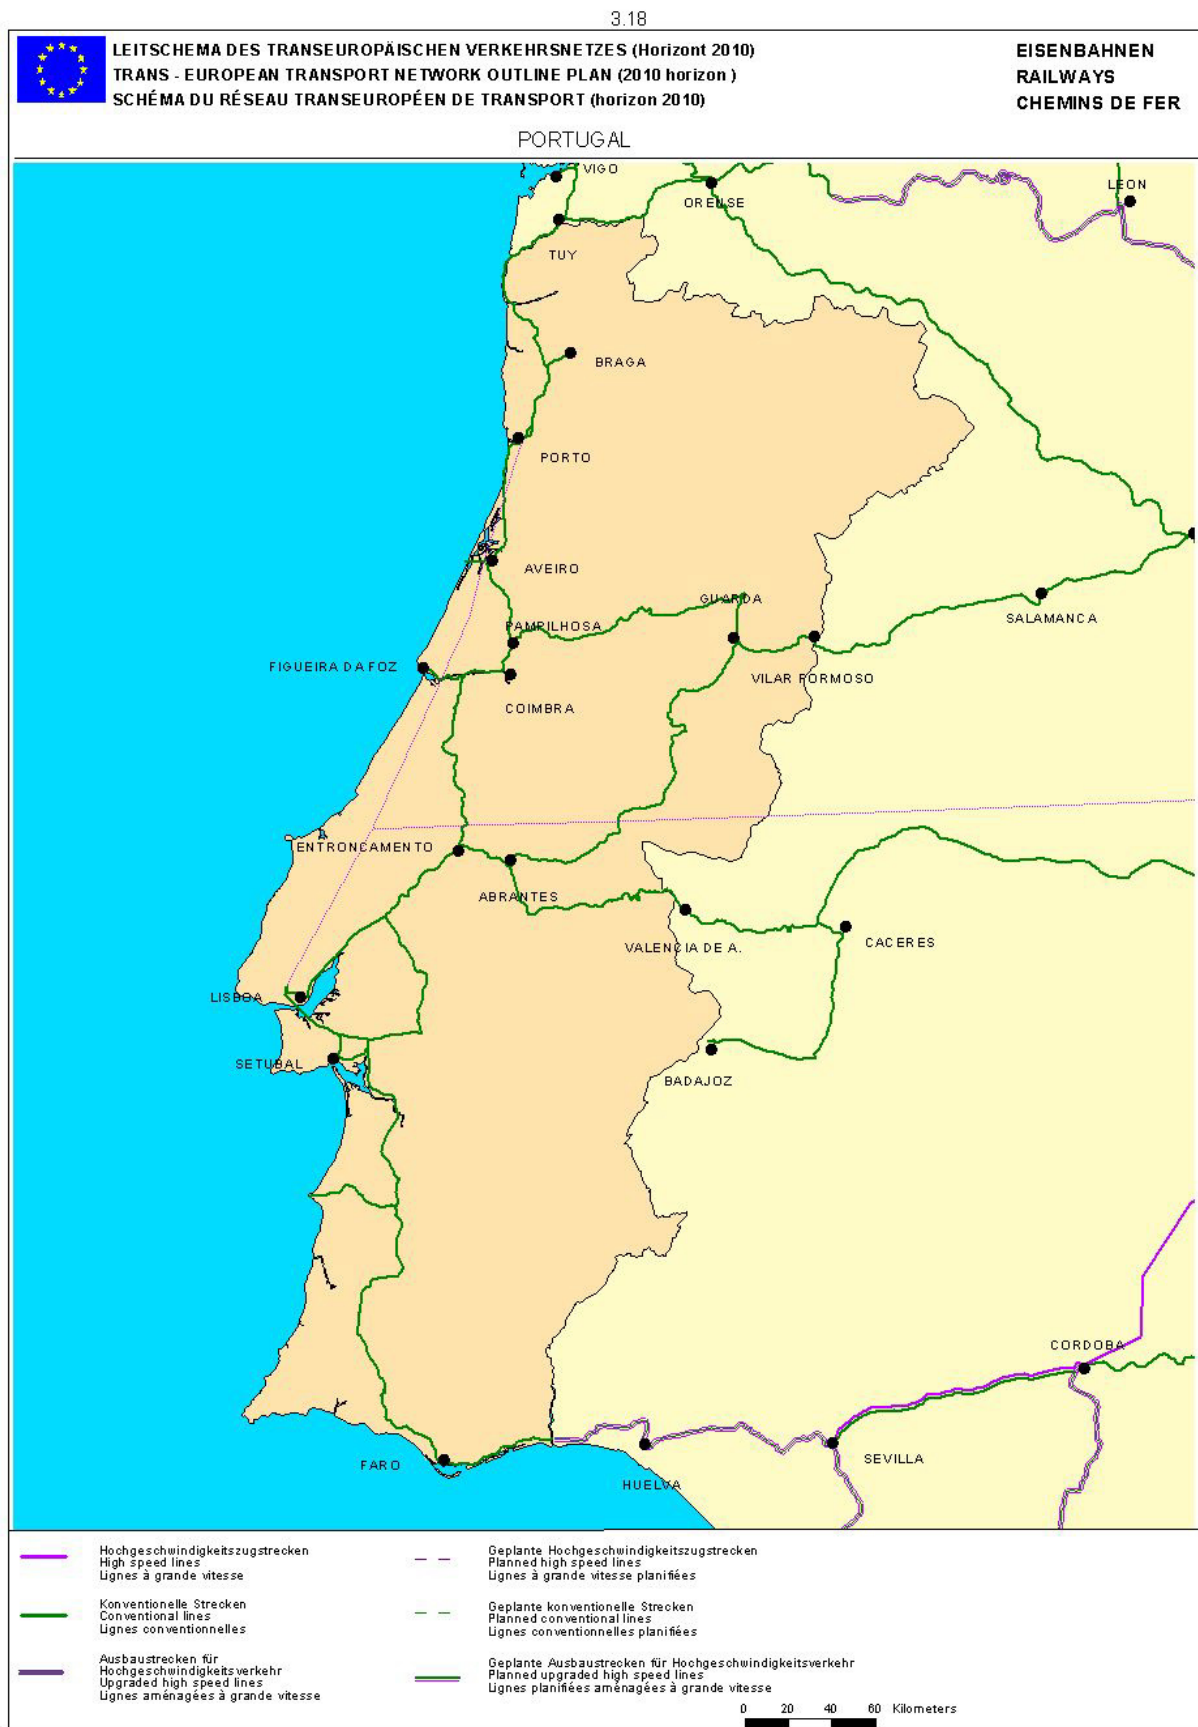 3.18
LEITSCHEMA DES TRANSEUROPÄISCHEN VERKEHRSNETZES (Horizont 2010)
TRANS - EUROPEAN TRANSPORT NETWORK OUTLINE PLAN (2010 horizon )
SCHÉMA DU RÉSEAU TRANSEUROPÉEN DE TRANSPORT (horizon 2010)
EISENBAHNEN
RAILWAYS
CHEMINS DE FER
PORTUGAL
VIGO
ORENSE
LEON
TUY
BRAGA
PORTO
AVEIRO
GUARDA
PAMPILHOSA
SALAMANCA
FIGUEIRA DA FOZ
VILAR FORMOSO
COIMBRA
ENTRONCAMENTO
ABRANTES
VALENCIA DE A.
CACERES
LISBOA
SETUBAL
BADAJOZ
CORDOBA
FARO
SEVILLA
HUELVA
Hochgeschwindigkeitszugstrecken
High speed lines
Lignes à grande vitesse
Konventionelle Strecken
Conventional lines
Lignes conventionnelles
Ausbaustrecken für
Hochgeschwindigkeitsverkehr
Upgraded high speed lines
Lignes aménagées à grande vitesse
Geplante Hochgeschwindigkeitszugstrecken
Planned high speed lines
Lignes à grande vitesse planifiées
Geplante konventionelle Strecken
Planned conventional lines
Lignes conventionnelles planifiées
Geplante Ausbaustrecken für Hochgeschwindigkeitsverkehr
Planned upgraded high speed lines
Lignes planifiées aménagées à grande vitesse
0 20 40 60 Kilometers